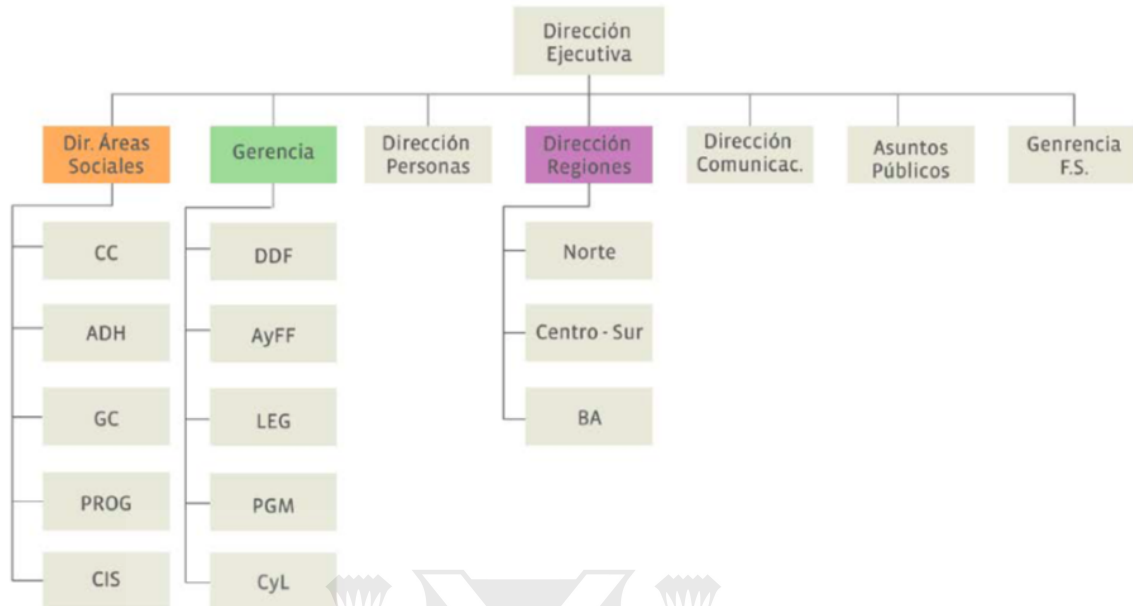 Dirección
Ejecutiva
Dir. Áreas
Sociales
Gerencia
Dirección
Personas
Dirección
Regiones
Dirección
Comunicac.
Asuntos
Públicos
Genrencia
F.S.
CC
ADH
GC
PROG
CIS
DDF
AyFF
LEG
PGM
CyL
Norte
Centro - Sur
BA